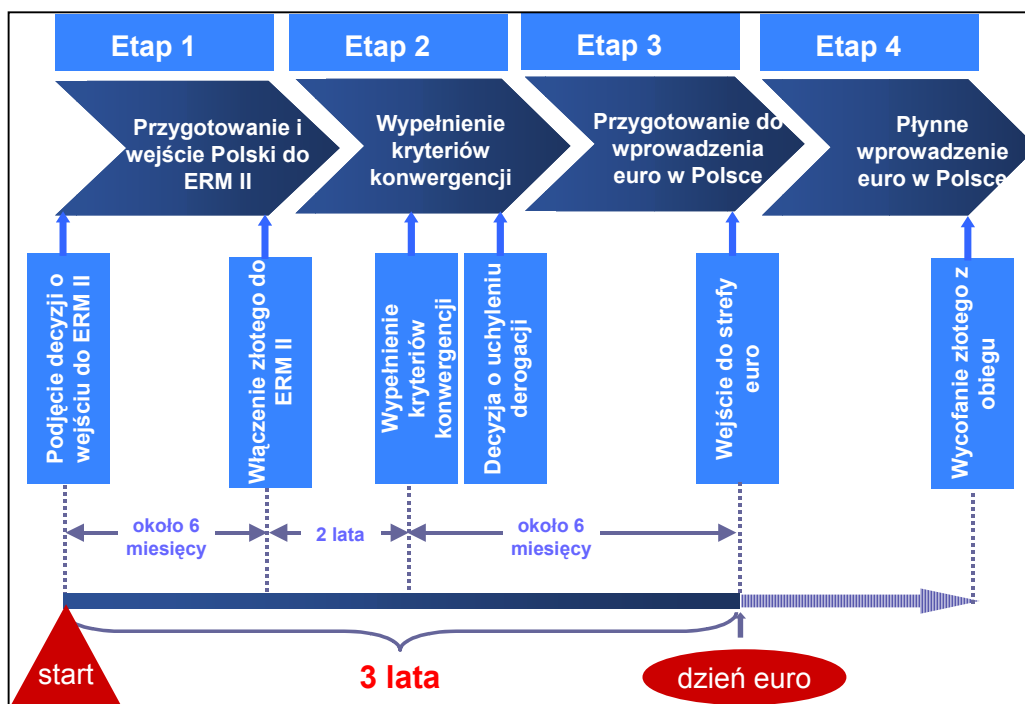 Etap 1
Etap 2
Etap 3
Etap 4
Przygotowanie i
wejście Polski do
ERM II
Wypełnienie
kryteriów
konwergencji
Przygotowanie do
wprowadzenia
euro w Polsce
Płynne
wprowadzenie
euro w Polsce
Podjęcie decyzji o
wejściu do ERM II
Włączenie złotego do
ERM II
Wypełnienie
kryteriów
konwergencji
Decyzja o uchyleniu
derogacji
Wejście do strefy
euro
Wycofanie złotego z
obiegu
około 6
miesięcy
2 lata
około 6
miesięcy
start
3 lata
dzień euro